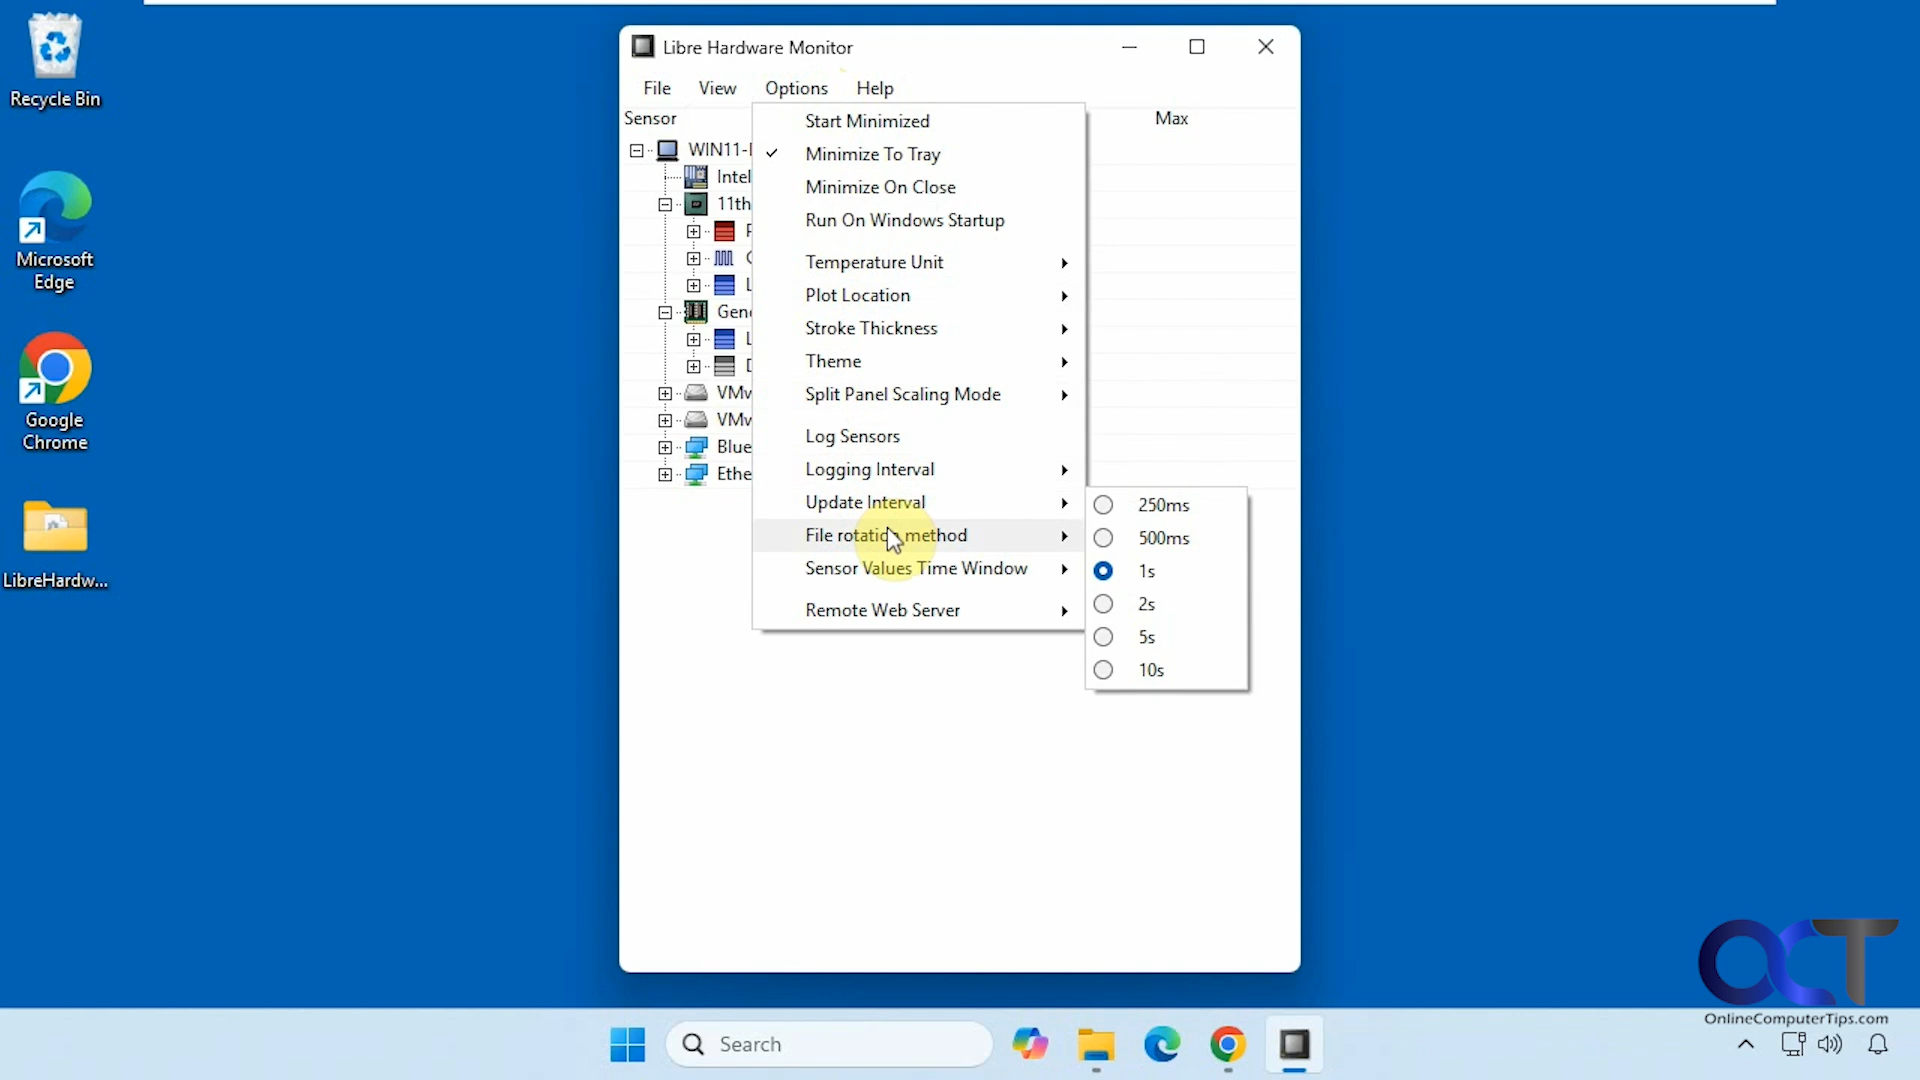 Recycle Bin
Microsoft
Edge
Google
Chrome
LibreHardw...
Libre Hardware Monitor
File View Options Help
Sensor
Max
WIN11-
Intel
11th
Gen
VMw
VMw
Blue
Ethe
Start Minimized
Minimize To Tray
Minimize On Close
Run On Windows Startup
Temperature Unit
Plot Location
Stroke Thickness
Theme
Split Panel Scaling Mode
Log Sensors
Logging Interval
Update Interval
File rotation method
Sensor Values Time Window
Remote Web Server
250ms
500ms
1s
2s
5s
10s
OCT
OnlineComputerTips.com
Search